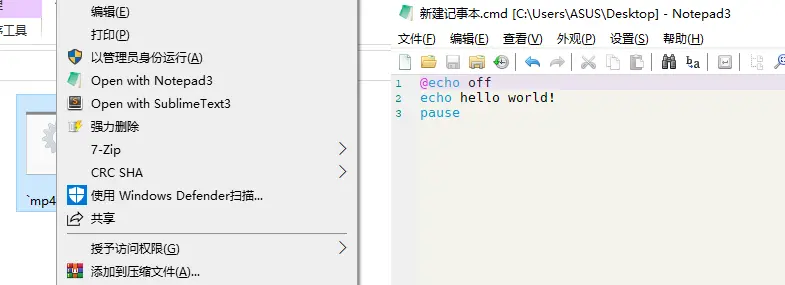 理
序工具
编辑(E)
打印(P)
以管理员身份运行(A)
Open with Notepad3
Open with SublimeText3
强力删除
7-Zip
CRC SHA
使用 Windows Defender扫描...
共享
授予访问权限(G)
添加到压缩文件(A)...
`mp4
新建记事本.cmd [C:\Users\ASUS\Desktop] - Notepad3
文件(F) 编辑(E) 查看(V) 外观(P) 设置(S) 帮助(H)
1 @echo off
2 echo hello world!
3 pause